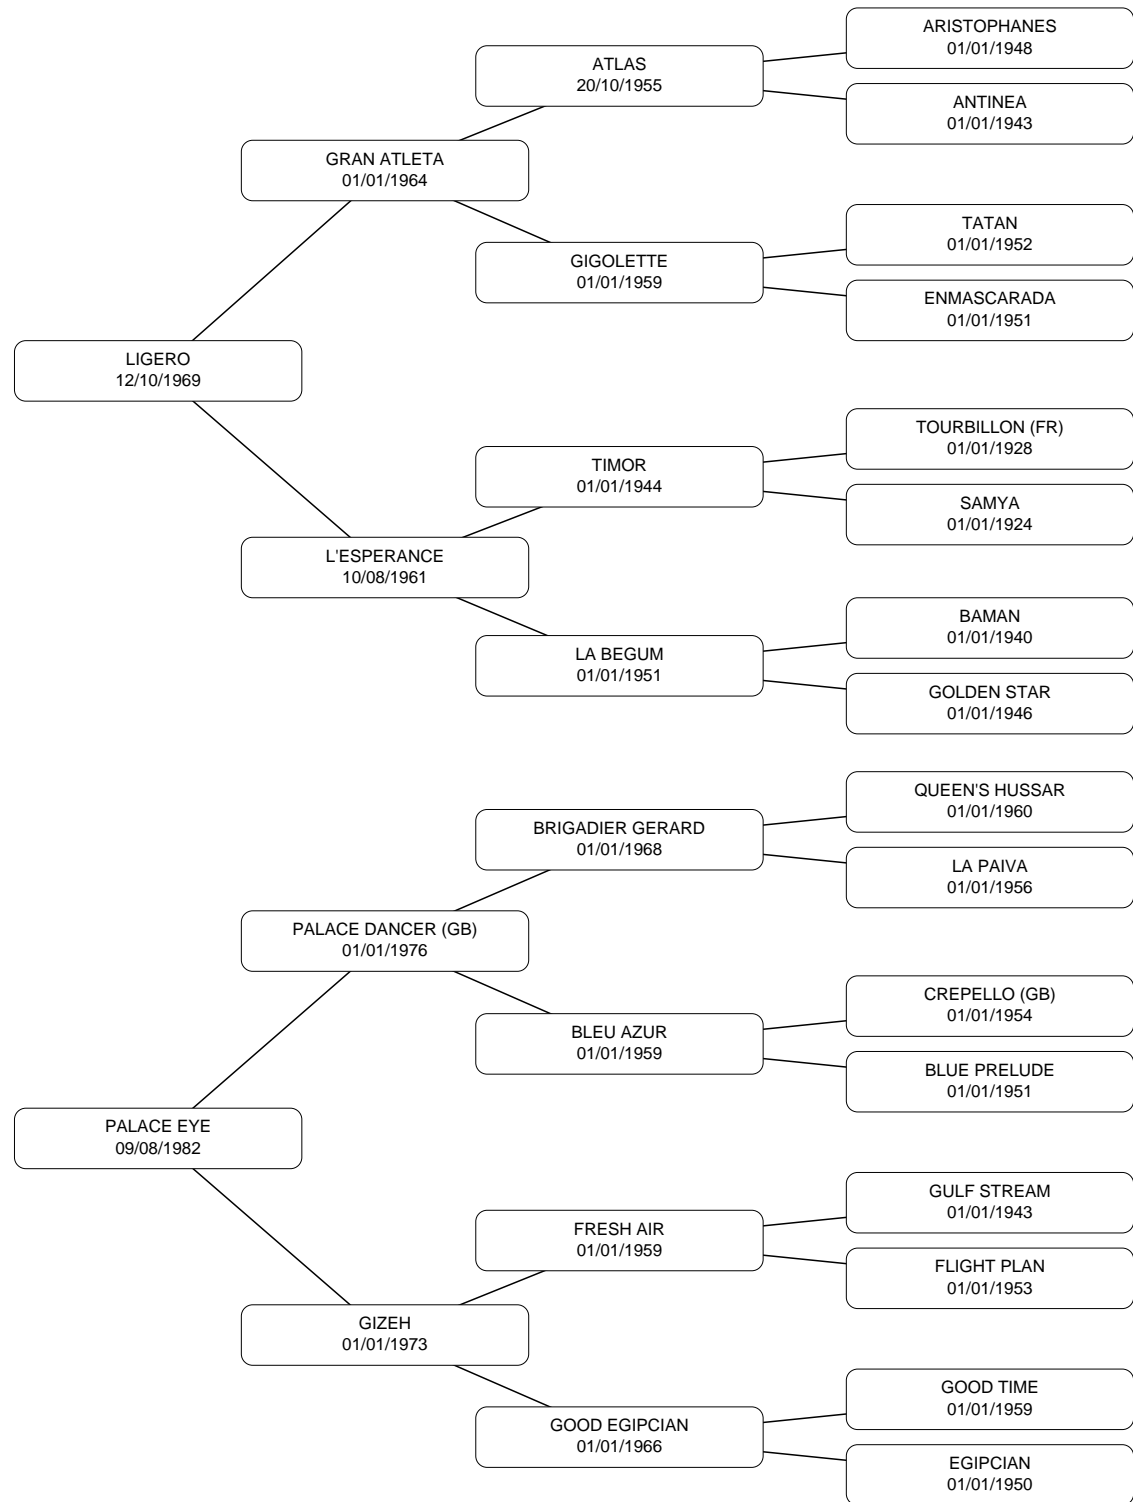 ARISTOPHANES
01/01/1948
ATLAS
20/10/1955
ANTINEA
01/01/1943
GRAN ATLETA
01/01/1964
TATAN
01/01/1952
GIGOLETTE
01/01/1959
ENMASCARADA
01/01/1951
LIGERO
12/10/1969
TOURBILLON (FR)
01/01/1928
TIMOR
01/01/1944
SAMYA
01/01/1924
L'ESPERANCE
10/08/1961
BAMAN
01/01/1940
LA BEGUM
01/01/1951
GOLDEN STAR
01/01/1946
QUEEN'S HUSSAR
01/01/1960
BRIGADIER GERARD
01/01/1968
LA PAIVA
01/01/1956
PALACE DANCER (GB)
01/01/1976
CREPELLO (GB)
01/01/1954
BLEU AZUR
01/01/1959
BLUE PRELUDE
01/01/1951
PALACE EYE
09/08/1982
GULF STREAM
01/01/1943
FRESH AIR
01/01/1959
FLIGHT PLAN
01/01/1953
GIZEH
01/01/1973
GOOD TIME
01/01/1959
GOOD EGIPCIAN
01/01/1966
EGIPCIAN
01/01/1950